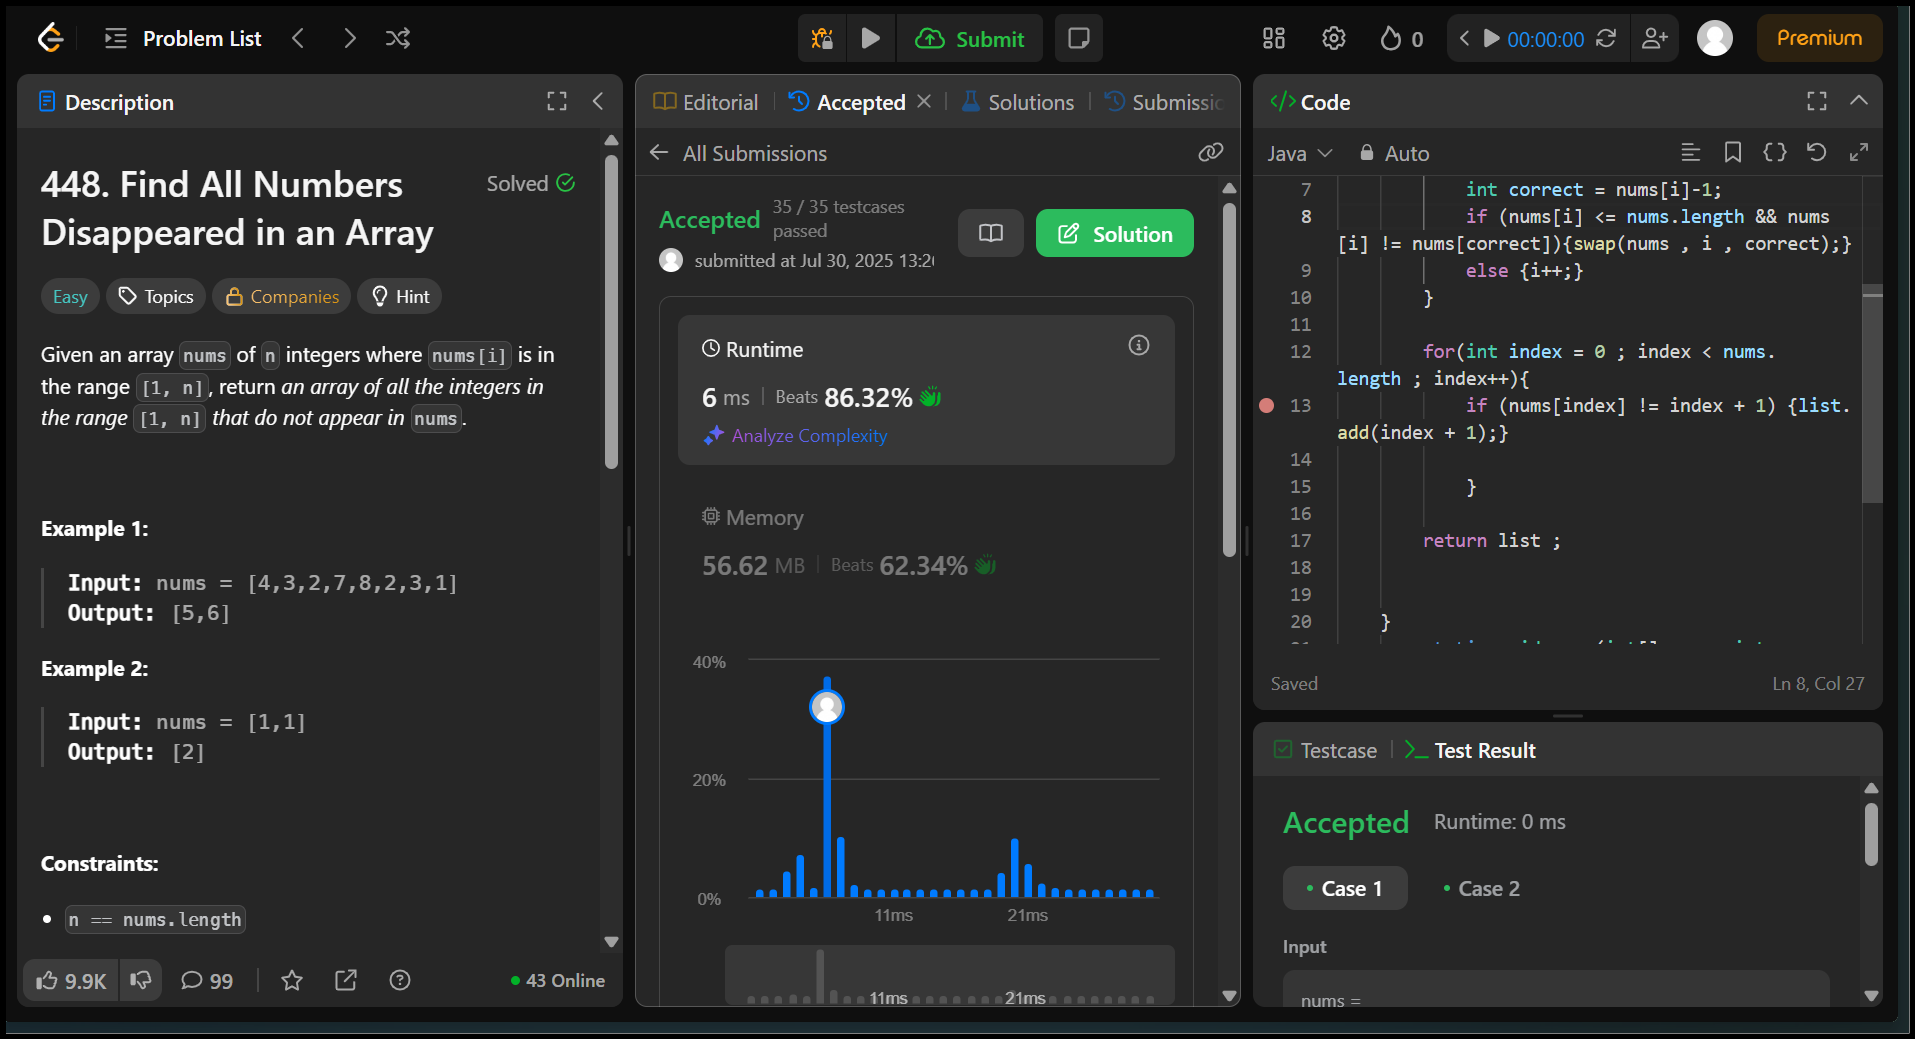 Problem List
Submit
0
00:00:00
Premium
Description
448. Find All Numbers
Disappeared in an Array
Solved
Easy
Topics
Companies
Hint
Given an array nums of n integers where nums[i] is in
the range [1, n], return an array of all the integers in
the range [1, n] that do not appear in nums.
Example 1:
Input: nums = [4,3,2,7,8,2,3,1]
Output: [5,6]
Example 2:
Input: nums = [1,1]
Output: [2]
Constraints:
n == nums.length
9.9K
99
43 Online
Editorial
Accepted
Solutions
Submissic
All Submissions
Accepted
35 / 35 testcases
passed
submitted at Jul 30, 2025 13:2
Solution
Runtime
6 ms
Beats 86.32%
Analyze Complexity
Memory
56.62 MB
Beats 62.34%
40%
20%
0%
11ms
21ms
11ms
21ms
Code
Java
Auto
7 int correct = nums[i]-1;
8 if (nums[i] <= nums.length && nums
[i] != nums[correct]){swap(nums , i , correct);}
9 else {i++;}
10 }
11
12 for(int index = 0 ; index < nums.
length ; index++){
13 if (nums[index] != index + 1) {list.
add(index + 1);}
14
15 }
16
17 return list ;
18
19
20 }
Saved
Ln 8, Col 27
Testcase
Test Result
Accepted
Runtime: 0 ms
Case 1
Case 2
Input
nums =